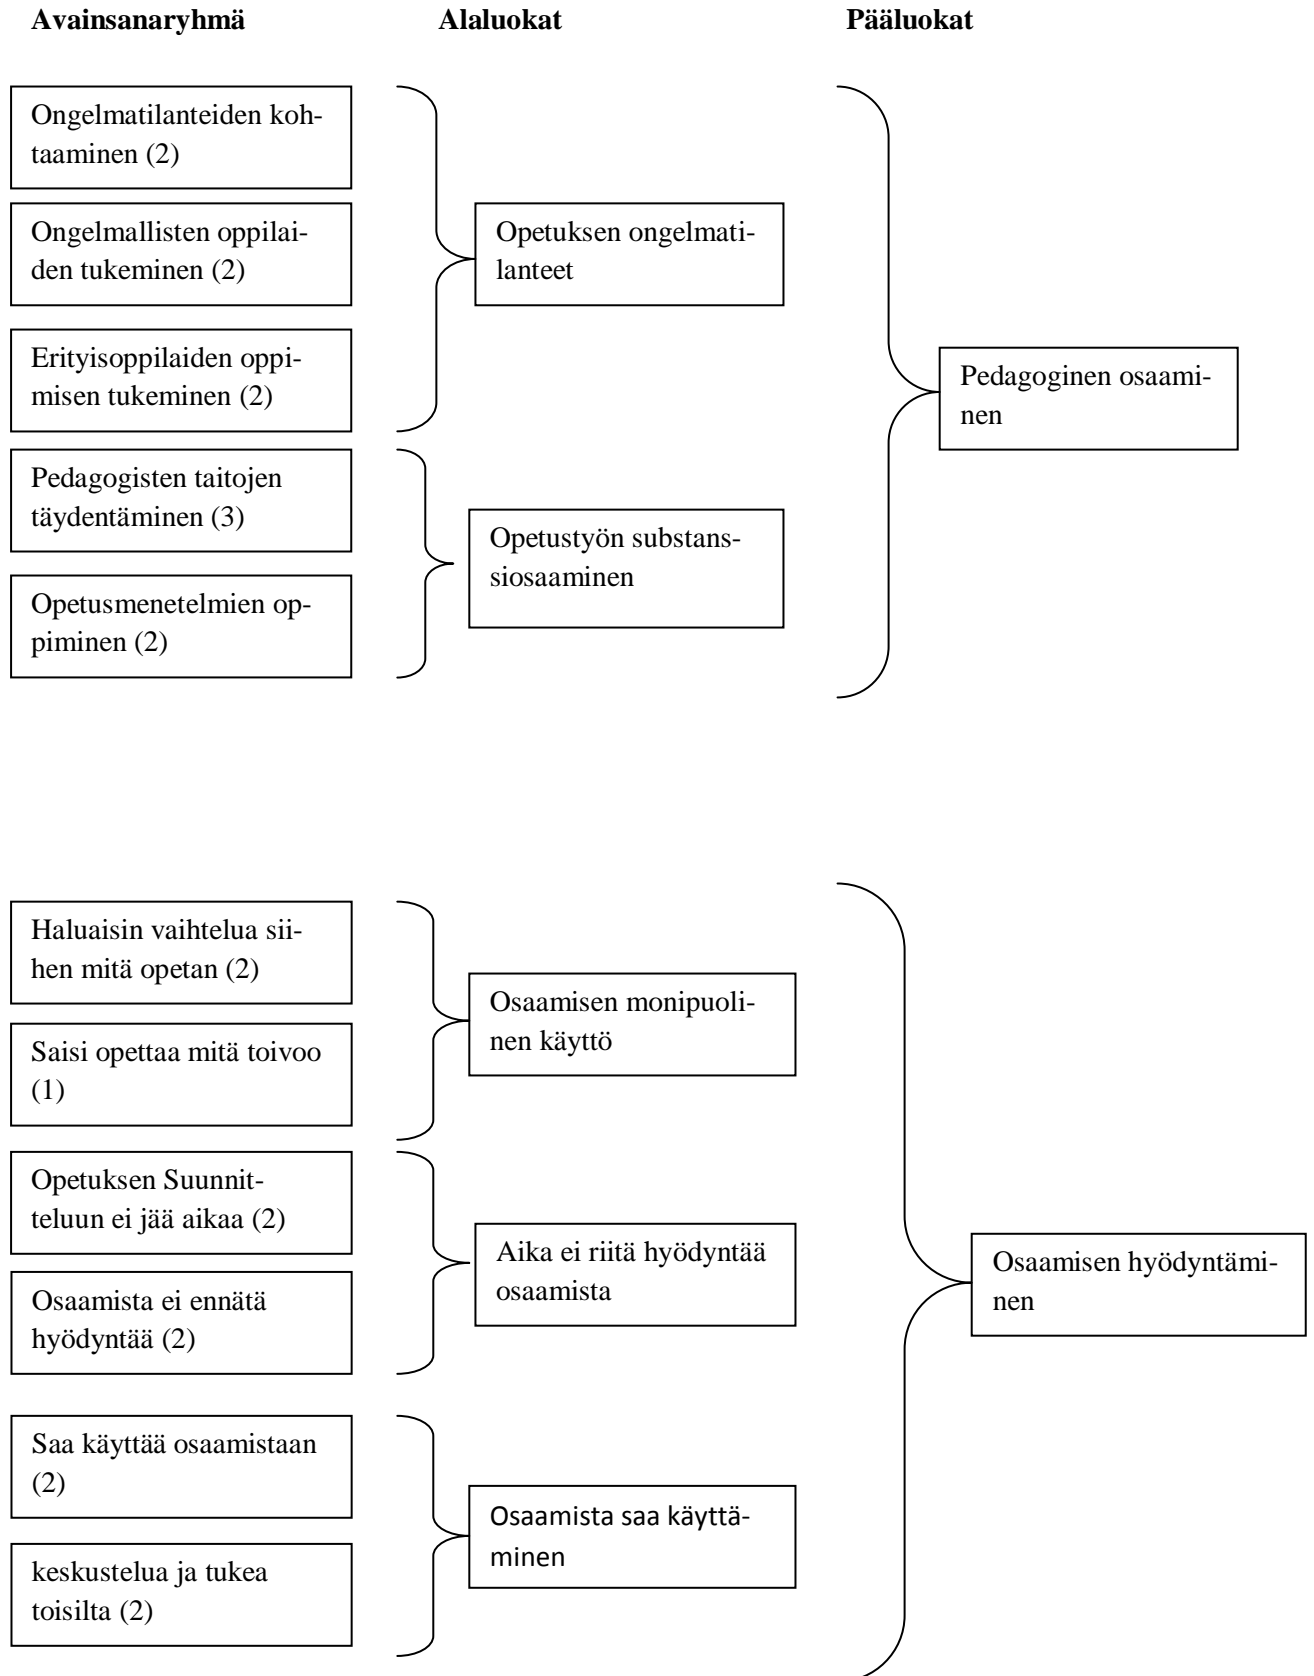 Avainsanaryhmä Alaluokat Pääluokat
Ongelmatilanteiden koh-
taaminen (2)
Ongelmallisten oppilai-
den tukeminen (2)
Erityisoppilaiden oppi-
misen tukeminen (2)
Opetuksen ongelmati-
lanteet
Pedagogisten taitojen
täydentäminen (3)
Opetusmenetelmien op-
piminen (2)
Opetustyön substans-
siosaaminen
Pedagoginen osaami-
nen
Haluaisin vaihtelua sii-
hen mitä opetan (2)
Saisi opettaa mitä toivoo
(1)
Osaamisen monipuoli-
nen käyttö
Opetuksen Suunnit-
teluun ei jää aikaa (2)
Osaamista ei ennätä
hyödyntää (2)
Aika ei riitä hyödyntää
osaamista
Saa käyttää osaamistaan
(2)
keskustelua ja tukea
toisilta (2)
Osaamista saa käyttä-
minen
Osaamisen hyödyntämi-
nen